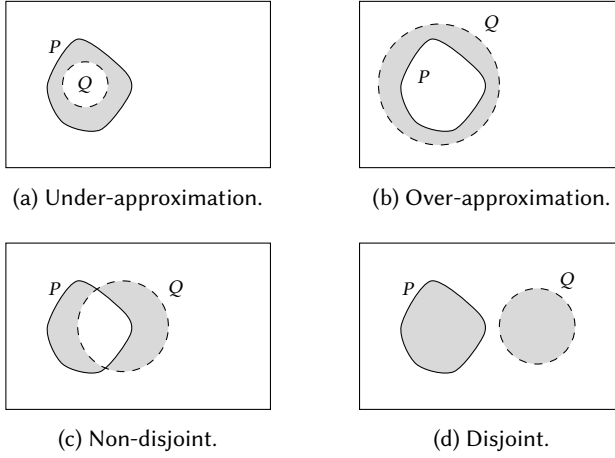 P
Q
(a) Under-approximation.
Q
P
(b) Over-approximation.
P
Q
(c) Non-disjoint.
P
Q
(d) Disjoint.